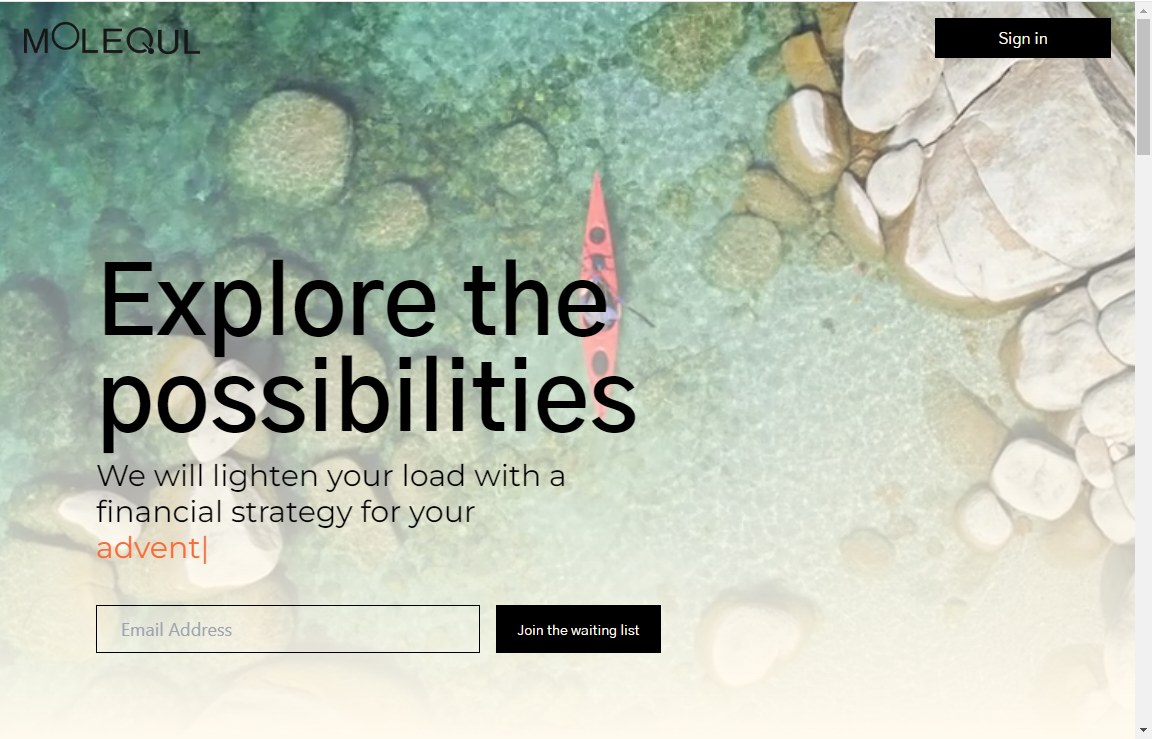 MOLEQUL
Sign in
Explore the
possibilities
We will lighten your load with a
financial strategy for your
advent|
Email Address
Join the waiting list